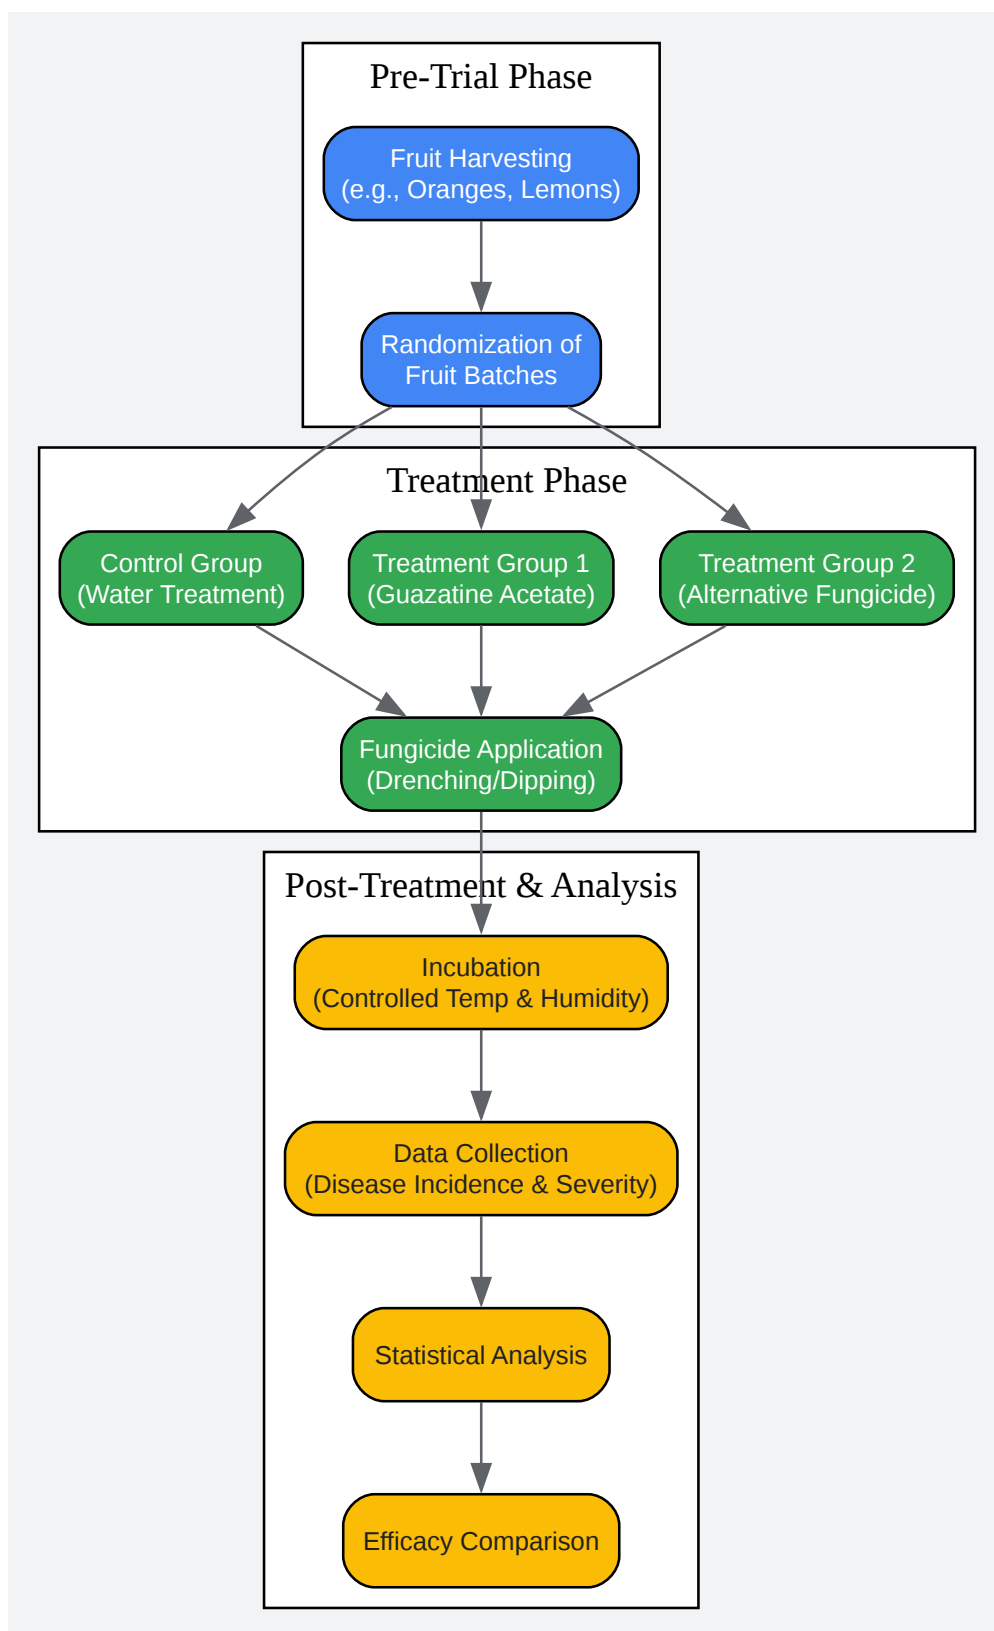 Pre-Trial Phase
Fruit Harvesting
(e.g., Oranges, Lemons)
Randomization of
Fruit Batches
Treatment Phase
Control Group
(Water Treatment)
Treatment Group 1
(Guazatine Acetate)
Treatment Group 2
(Alternative Fungicide)
Fungicide Application
(Drenching/Dipping)
Post-Treatment & Analysis
Incubation
(Controlled Temp & Humidity)
Data Collection
(Disease Incidence & Severity)
Statistical Analysis
Efficacy Comparison